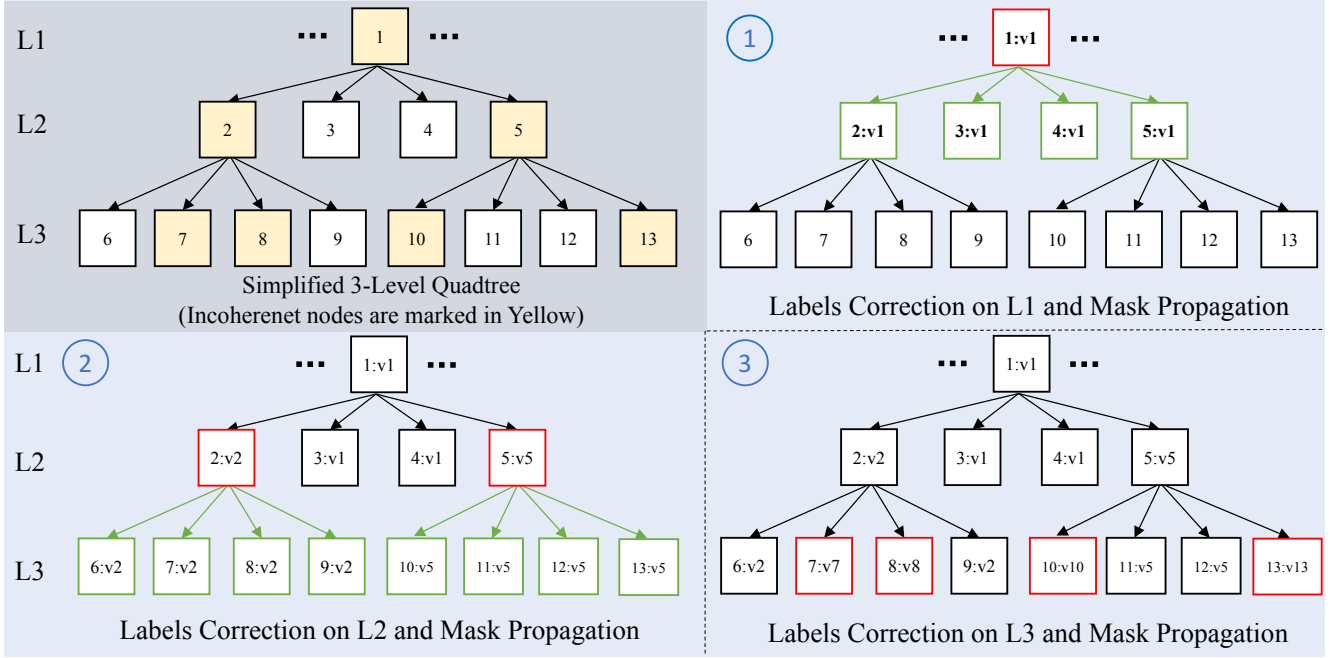 L1
... 1 ...
L2
2 3 4 5
L3
6 7 8 9 10 11 12 13
Simplified 3-Level Quadtree
(Incoherenet nodes are marked in Yellow)
1
... 1:v1 ...
2:v1 3:v1 4:v1 5:v1
6 7 8 9 10 11 12 13
Labels Correction on L1 and Mask Propagation
L1 2
... 1:v1 ...
L2
2:v2 3:v1 4:v1 5:v5
L3
6:v2 7:v2 8:v2 9:v2 10:v5 11:v5 12:v5 13:v5
Labels Correction on L2 and Mask Propagation
3
... 1:v1 ...
2:v2 3:v1 4:v1 5:v5
6:v2 7:v7 8:v8 9:v2 10:v10 11:v5 12:v5 13:v13
Labels Correction on L3 and Mask Propagation